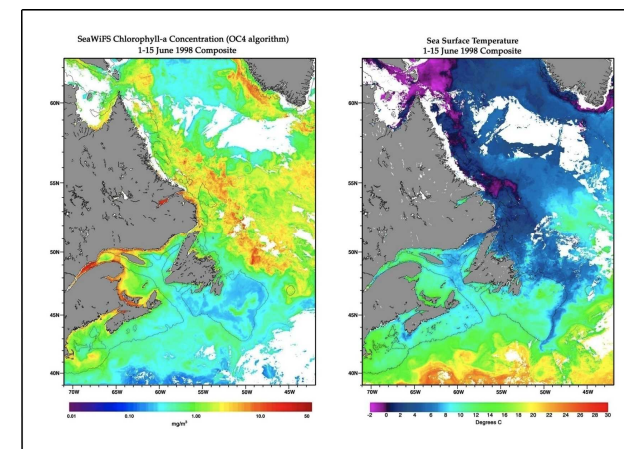 SeaWiFS Chlorophyll-a Concentration (OC4 algorithm)
1-15 June 1998 Composite
60N
55N
50N
45N
40N
70W 65W 60W 55W 50W 45W
0.01 0.10 1.00 10.0 50
mg/m³
Sea Surface Temperature
1-15 June 1998 Composite
60N
55N
50N
45N
40N
70W 65W 60W 55W 50W 45W
-2 0 2 4 6 8 10 12 14 16 18 20 22 24 26 28 30
Degrees C